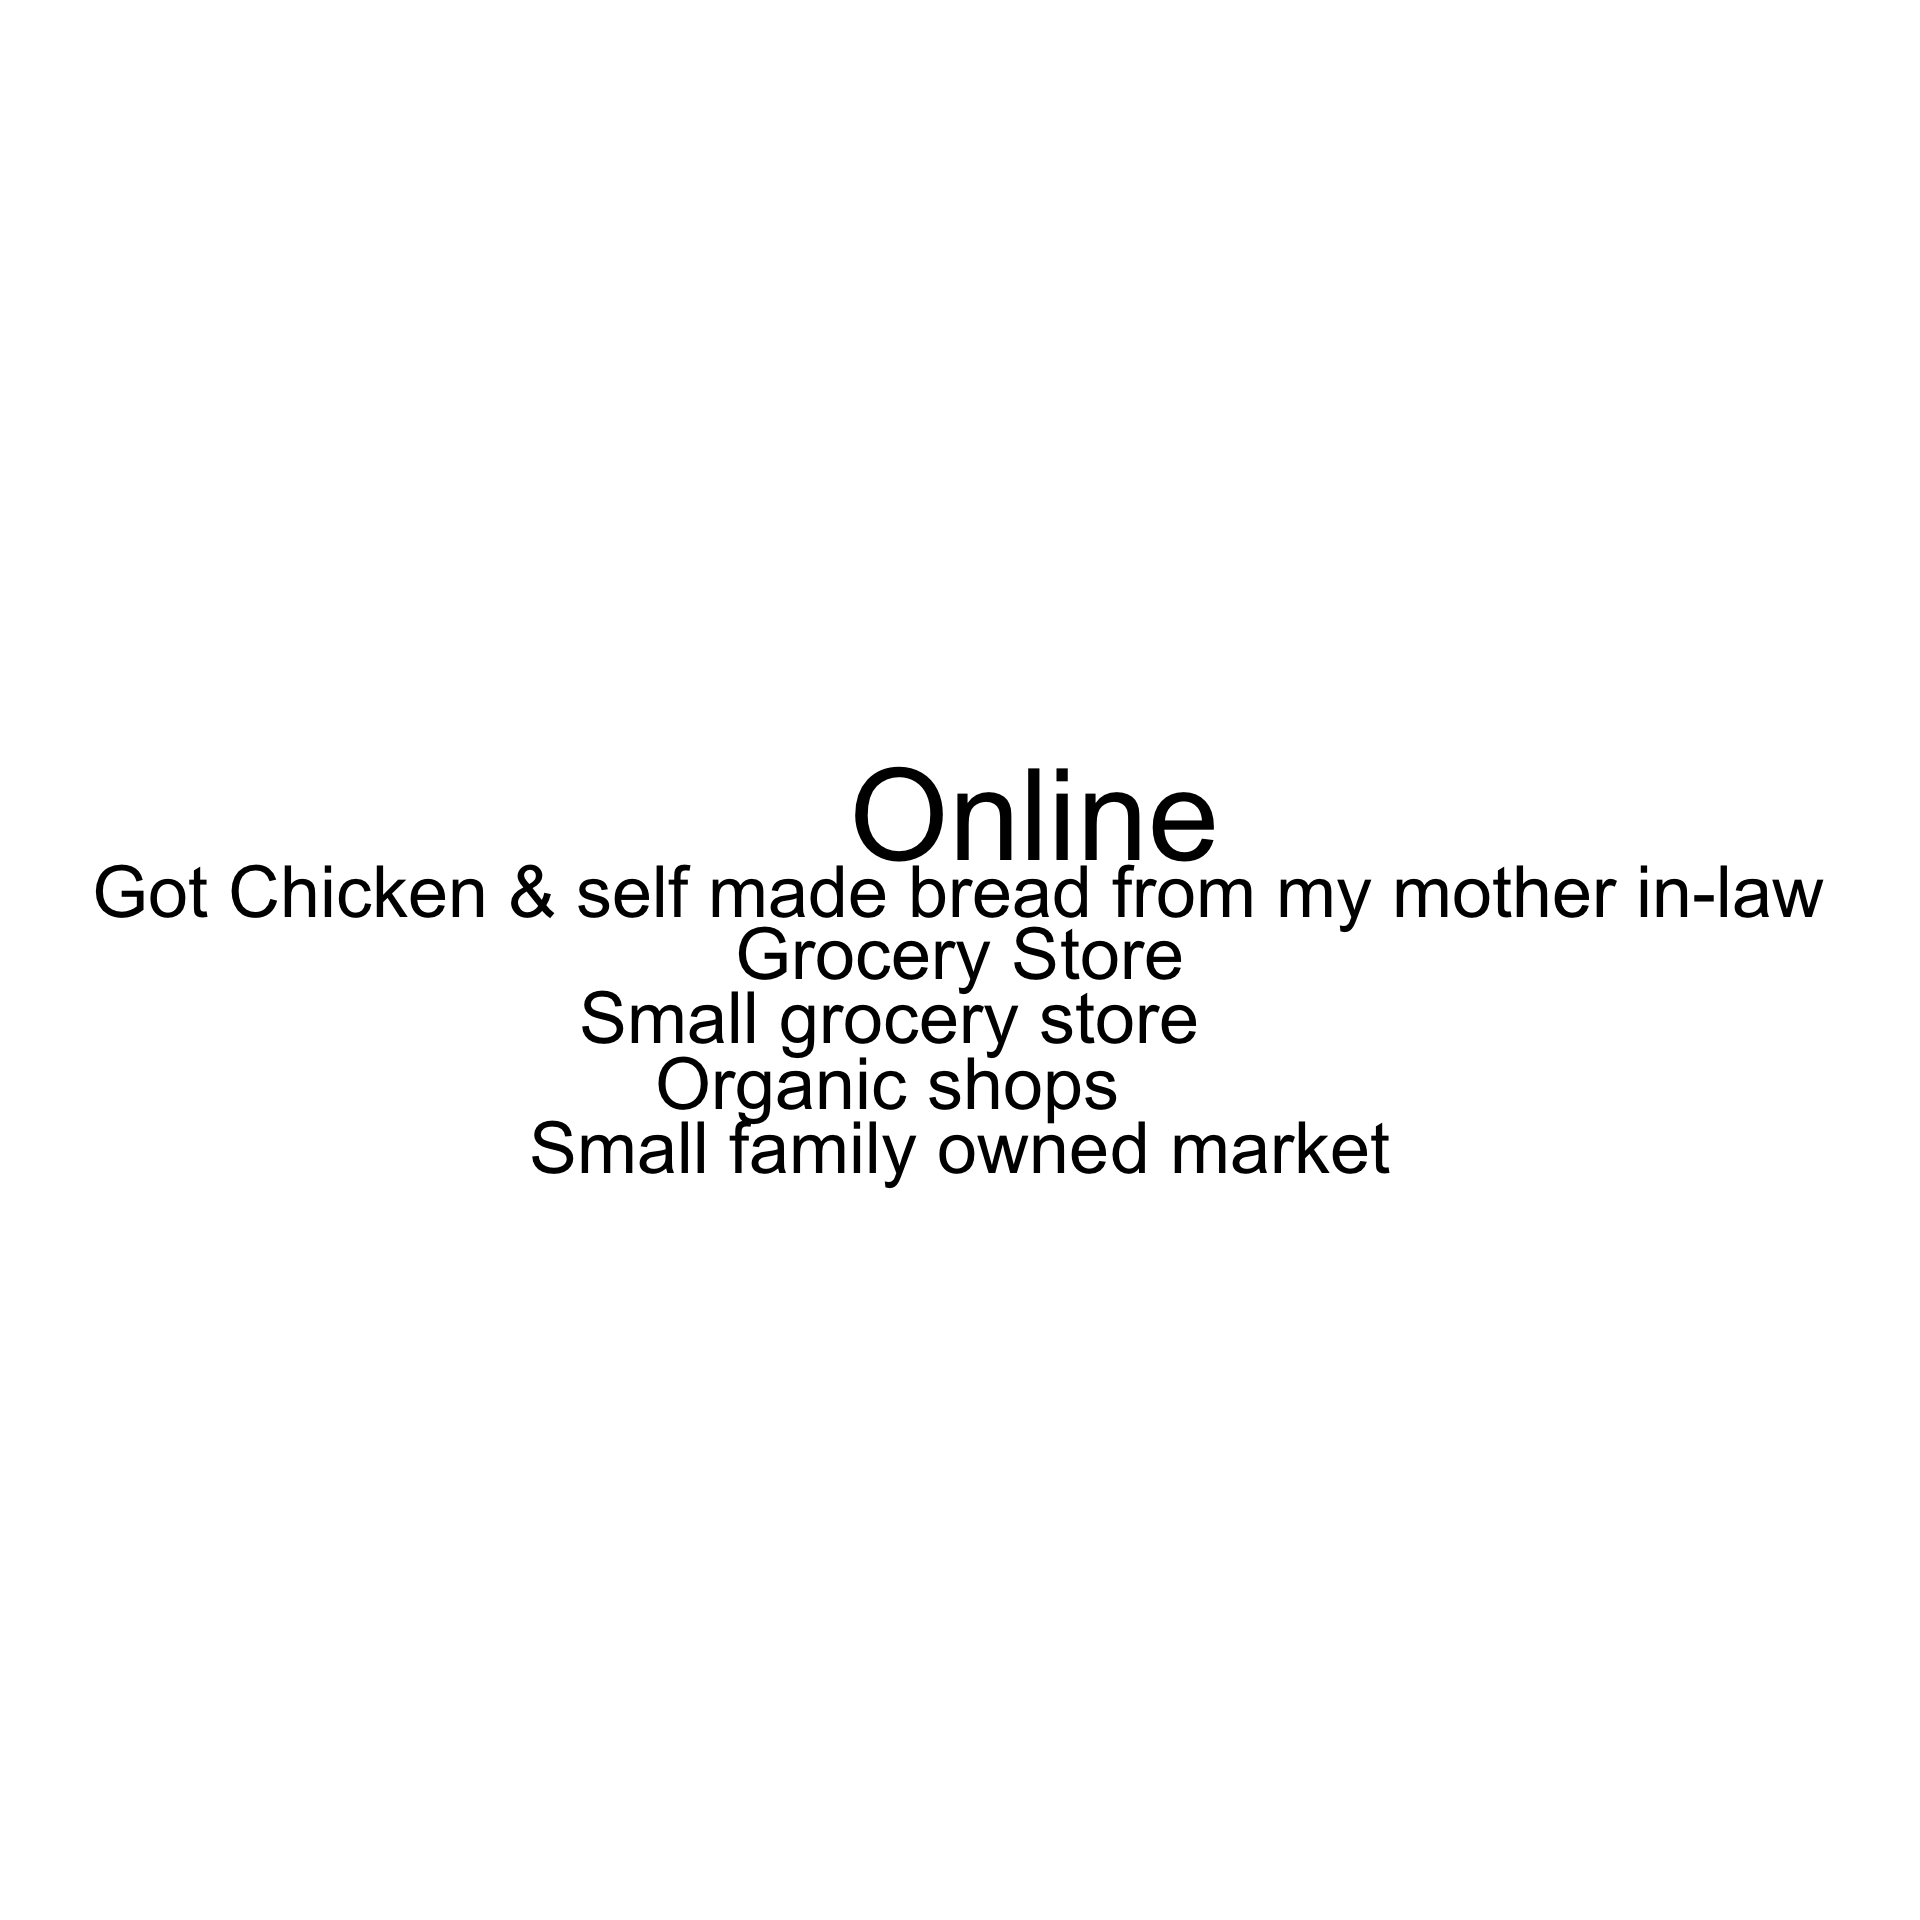 Online
Got Chicken & self made bread from my mother in-law
Grocery Store
Small grocery store
Organic shops
Small family owned market